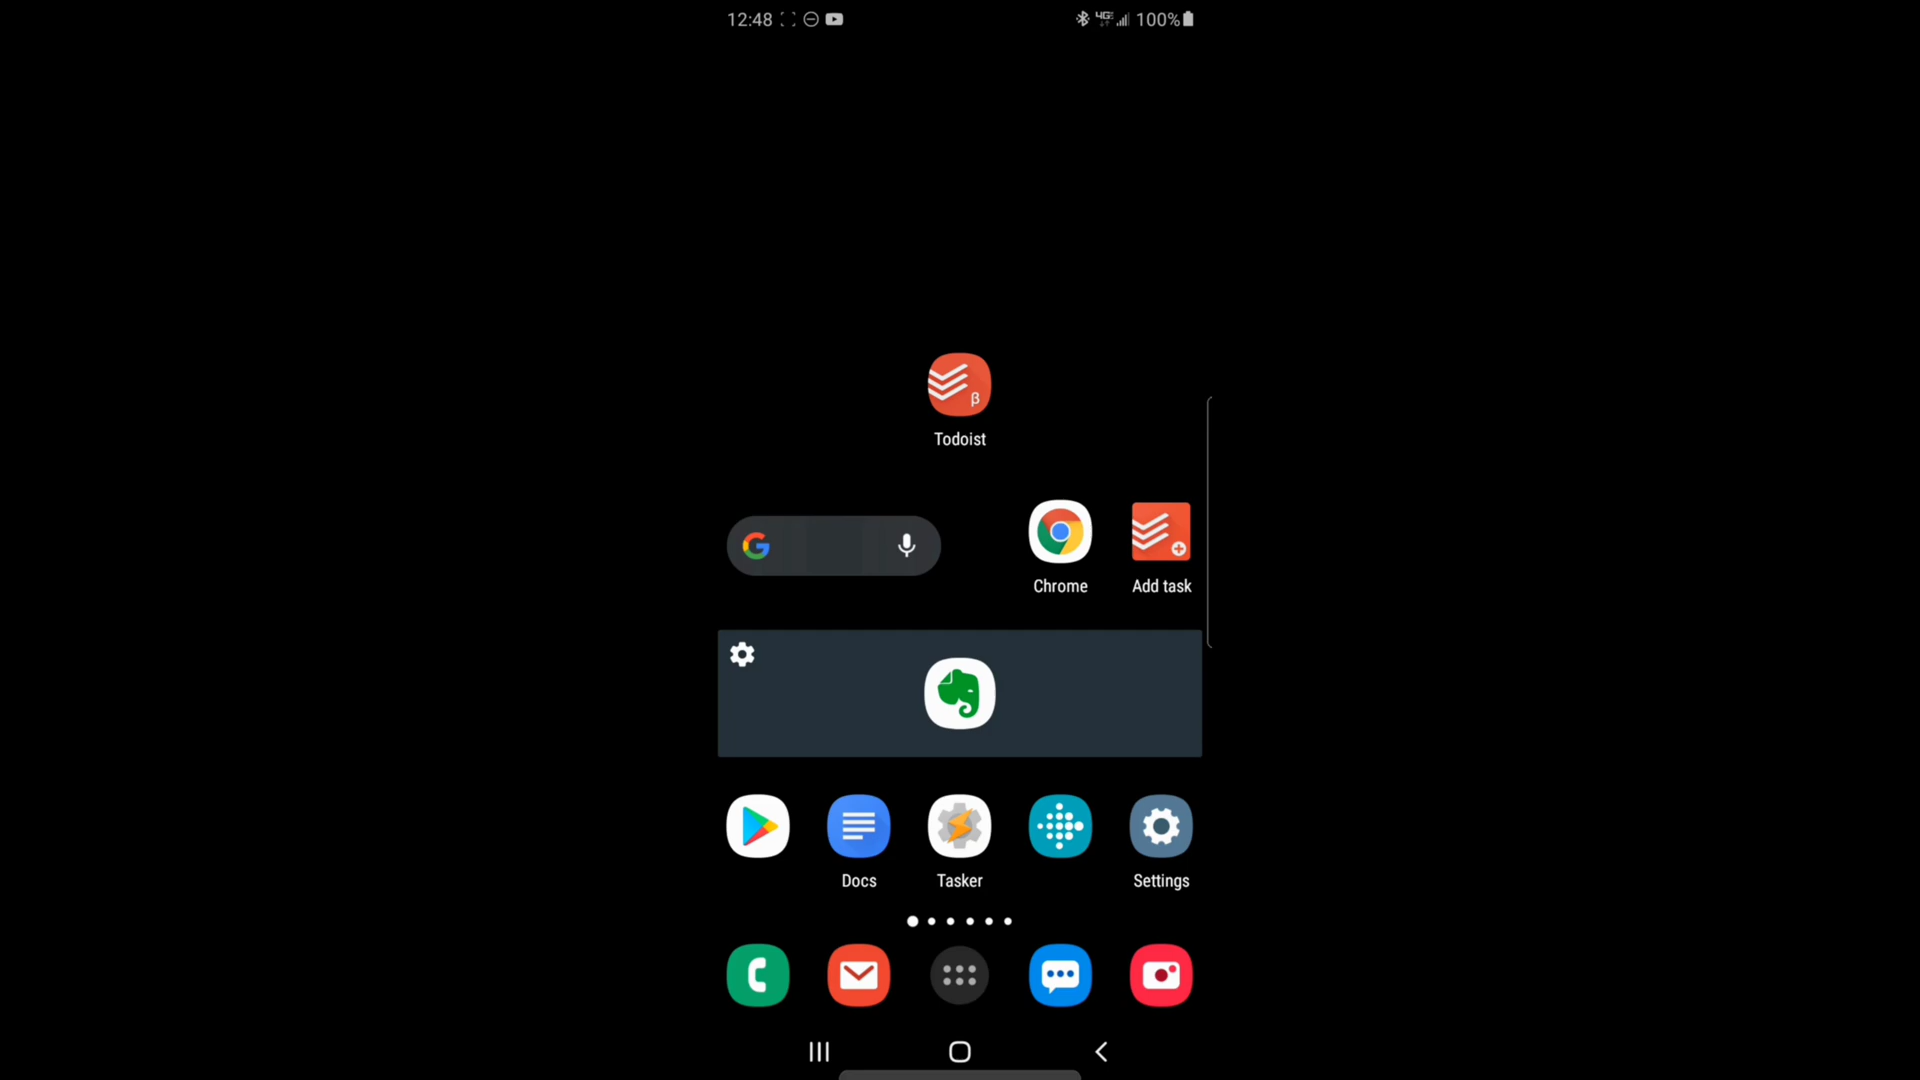 12:48 100%
β
Todoist
Chrome Add task
Docs Tasker Settings